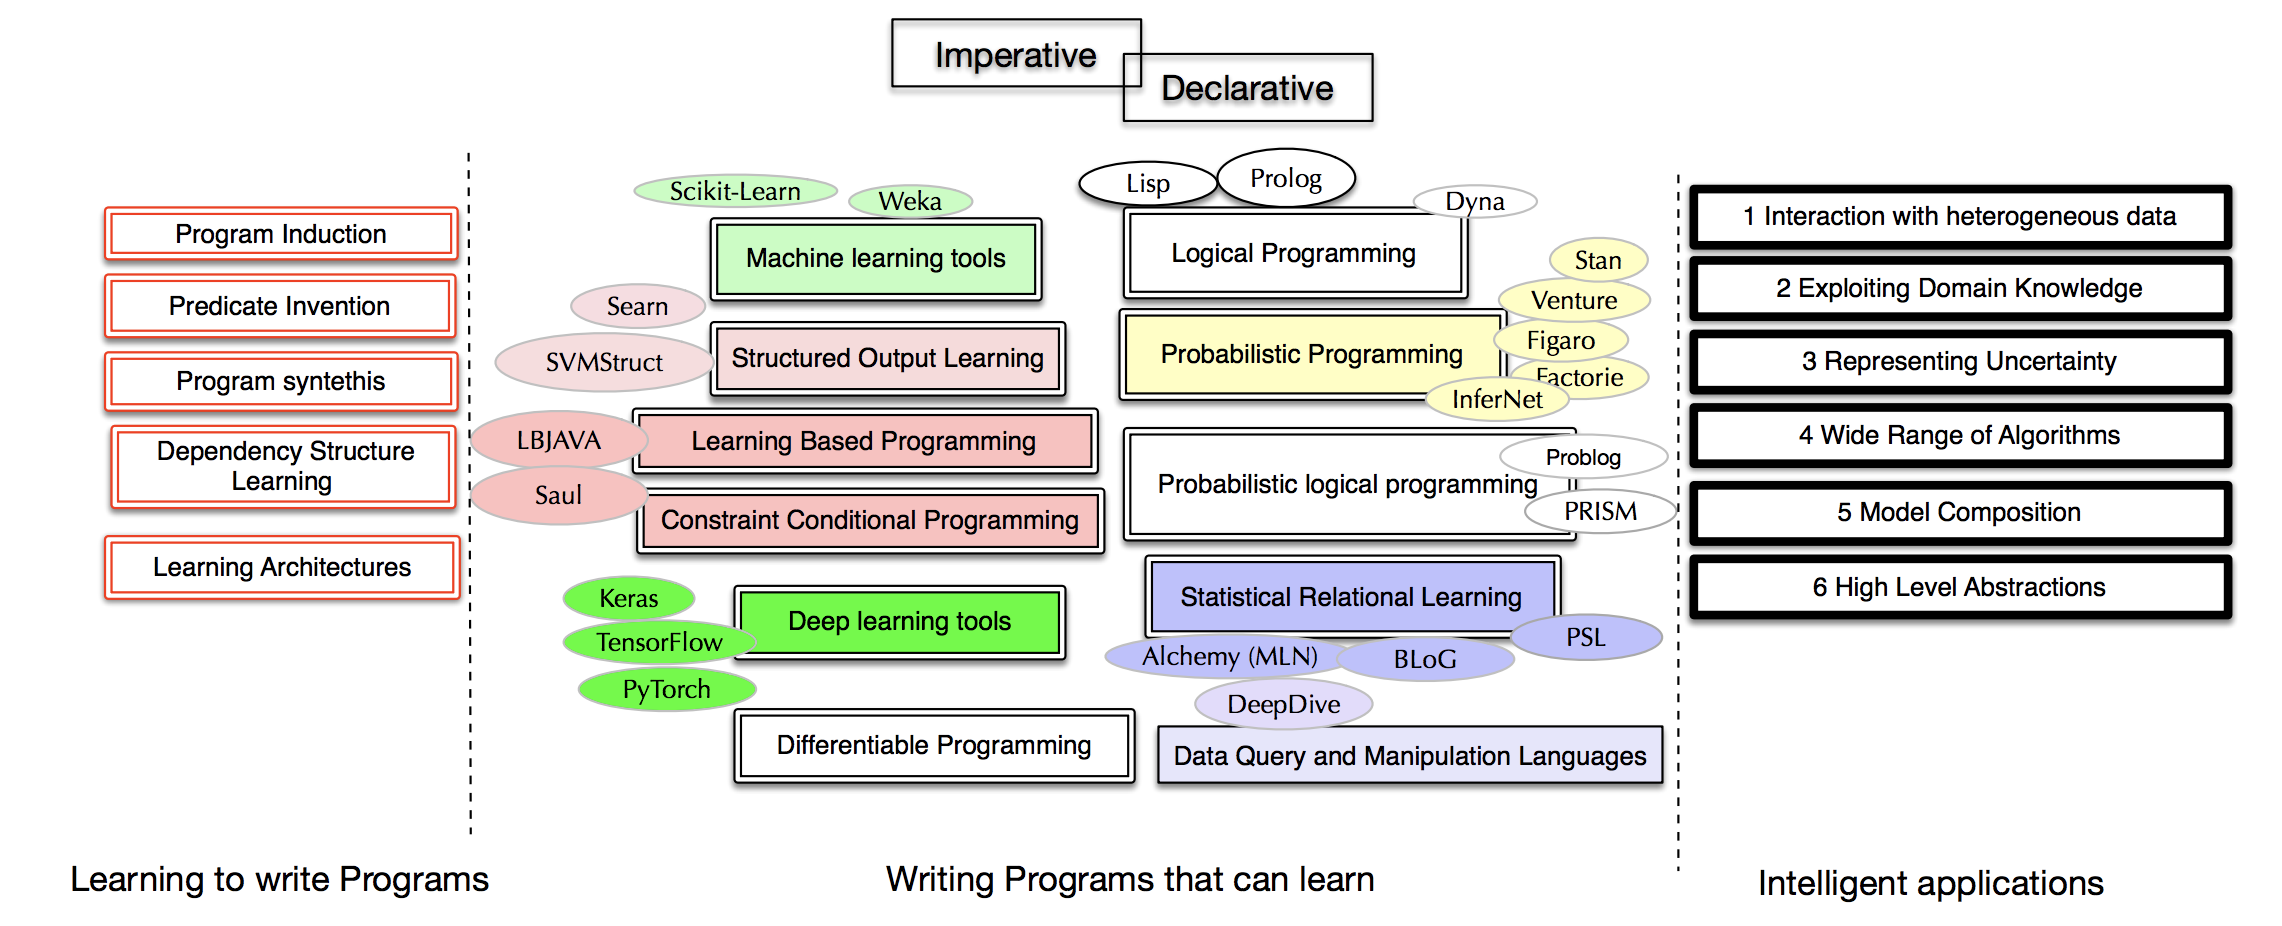 Imperative
Declarative
Program Induction
Predicate Invention
Program syntethis
Dependency Structure
Learning
Learning Architectures
Learning to write Programs
Scikit-Learn
Weka
Machine learning tools
Searn
SVMStruct
Structured Output Learning
LBJAVA
Learning Based Programming
Saul
Constraint Conditional Programming
Keras
TensorFlow
PyTorch
Deep learning tools
Differentiable Programming
Lisp
Prolog
Dyna
Logical Programming
Stan
Venture
Figaro
Factorie
InferNet
Probabilistic Programming
Problog
Probabilistic logical programming
PRISM
Statistical Relational Learning
PSL
Alchemy (MLN)
BLoG
DeepDive
Data Query and Manipulation Languages
Writing Programs that can learn
1 Interaction with heterogeneous data
2 Exploiting Domain Knowledge
3 Representing Uncertainty
4 Wide Range of Algorithms
5 Model Composition
6 High Level Abstractions
Intelligent applications